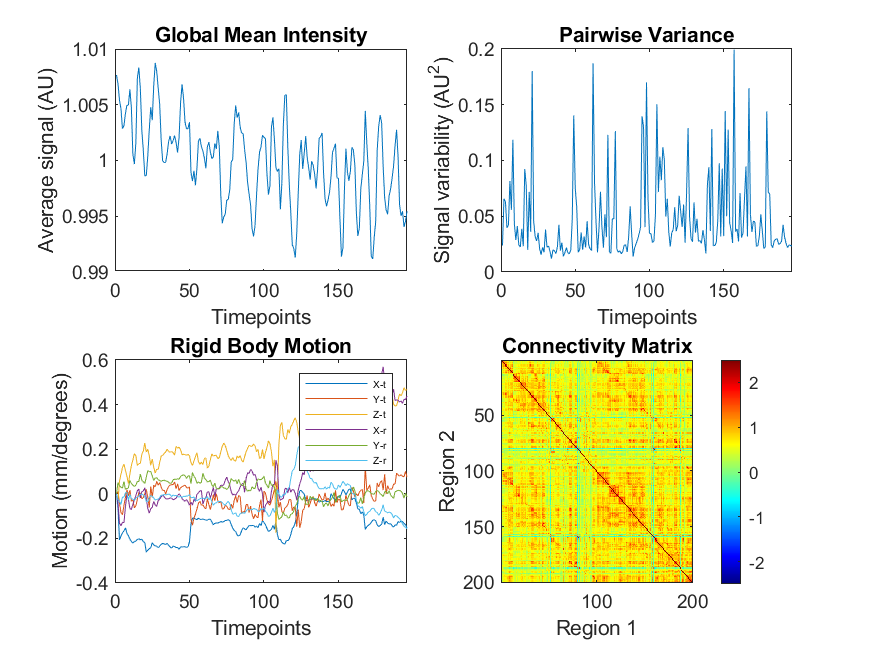 Global Mean Intensity
1.01
1.005
1
0.995
0.99
Average signal (AU)
0 50 100 150
Timepoints
Pairwise Variance
0.2
0.15
0.1
0.05
0
Signal variability (AU²)
0 50 100 150
Timepoints
Rigid Body Motion
0.6
0.4
0.2
0
-0.2
-0.4
Motion (mm/degrees)
X-t
Y-t
Z-t
X-r
Y-r
Z-r
0 50 100 150
Timepoints
Connectivity Matrix
50
100
150
200
Region 2
100 200
Region 1
2
1
0
-1
-2